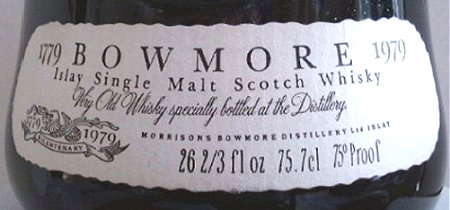 1779 BOWMORE 1979
Islay Single Malt Scotch Whisky
Very Old Whisky specially bottled at the Distillery.
1779 1979
BICENTENARY
MORRISONS BOWMORE DISTILLERY Ltd ISLAY
26 2/3 fl oz 75.7cl 75° Proof